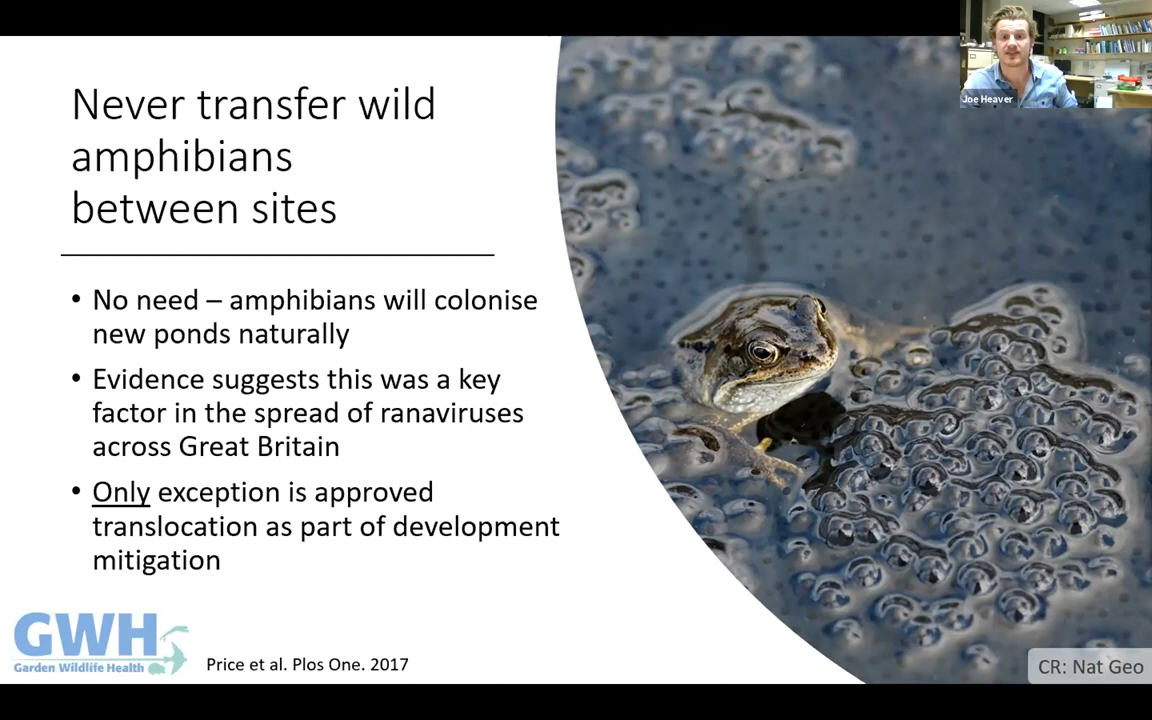 Joe Heaver
Never transfer wild
amphibians
between sites
• No need – amphibians will colonise
new ponds naturally
• Evidence suggests this was a key
factor in the spread of ranaviruses
across Great Britain
• Only exception is approved
translocation as part of development
mitigation
GWH
Garden Wildlife Health
Price et al. Plos One. 2017
CR: Nat Geo